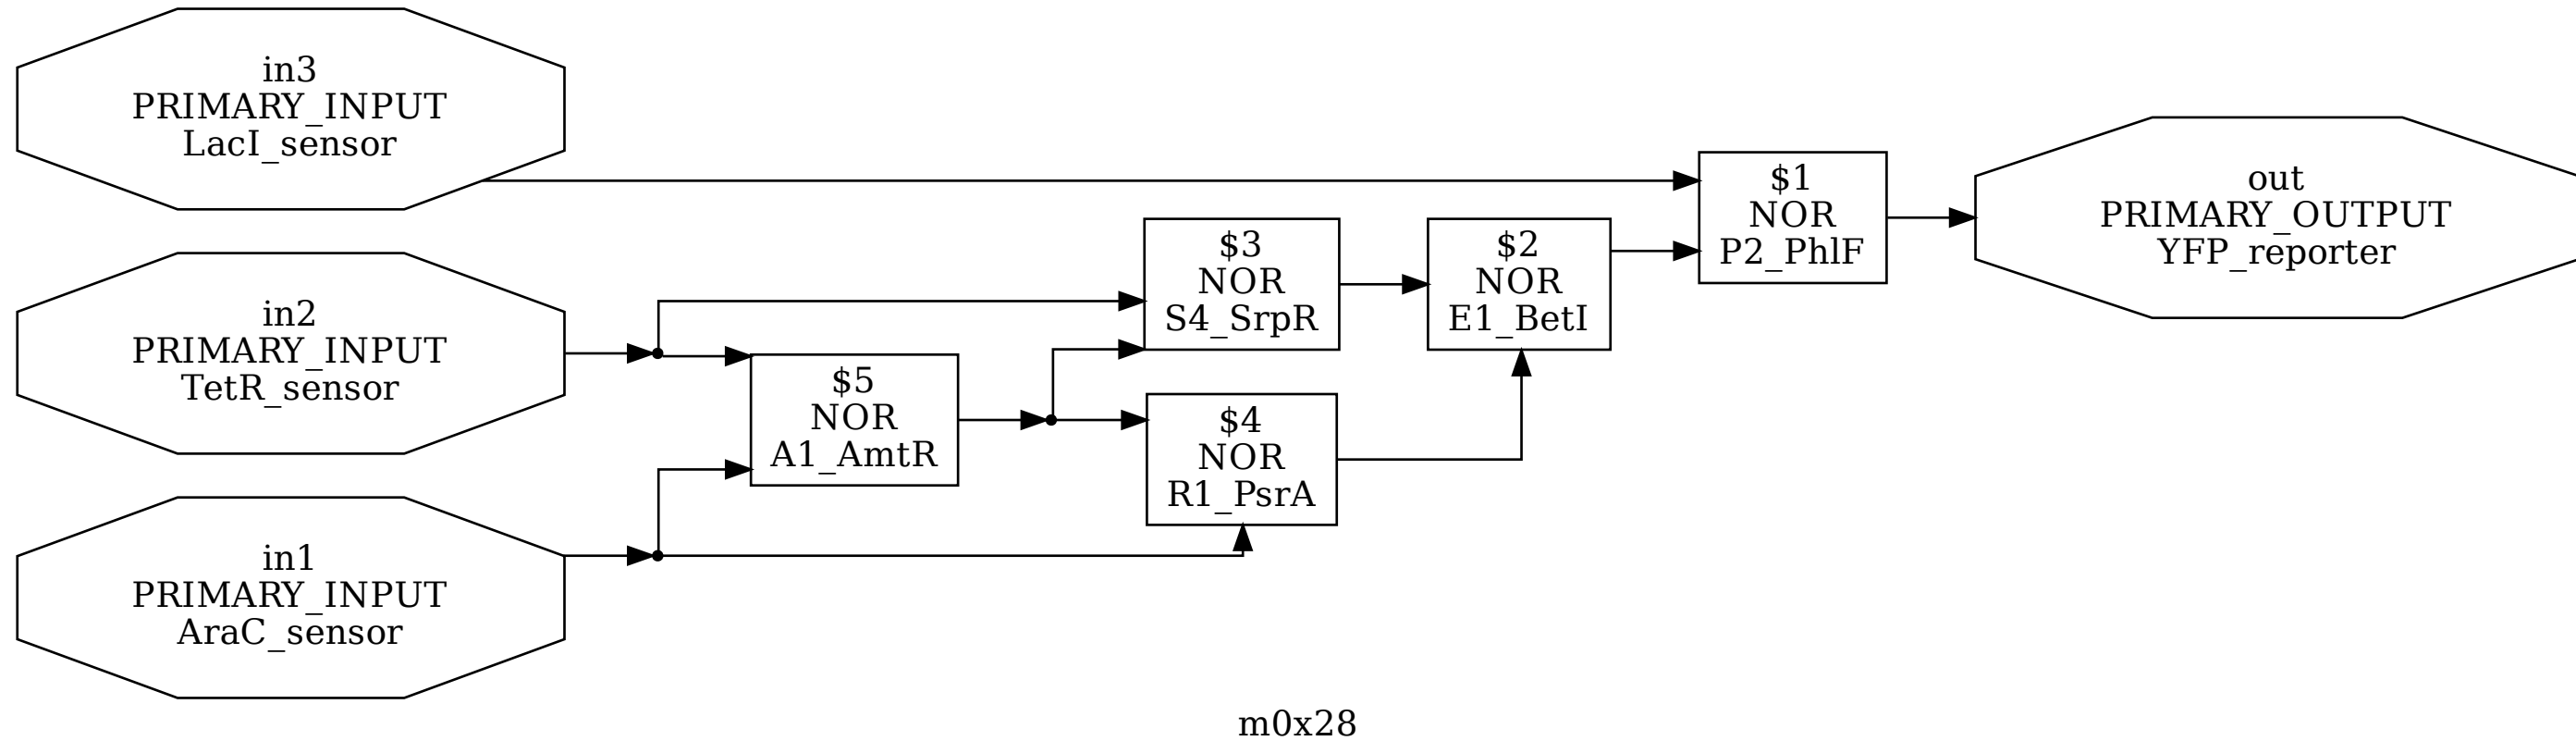 in3
PRIMARY_INPUT
LacI_sensor
in2
PRIMARY_INPUT
TetR_sensor
in1
PRIMARY_INPUT
AraC_sensor
$5
NOR
A1_AmtR
$3
NOR
S4_SrpR
$4
NOR
R1_PsrA
$2
NOR
E1_BetI
$1
NOR
P2_PhlF
out
PRIMARY_OUTPUT
YFP_reporter
m0x28